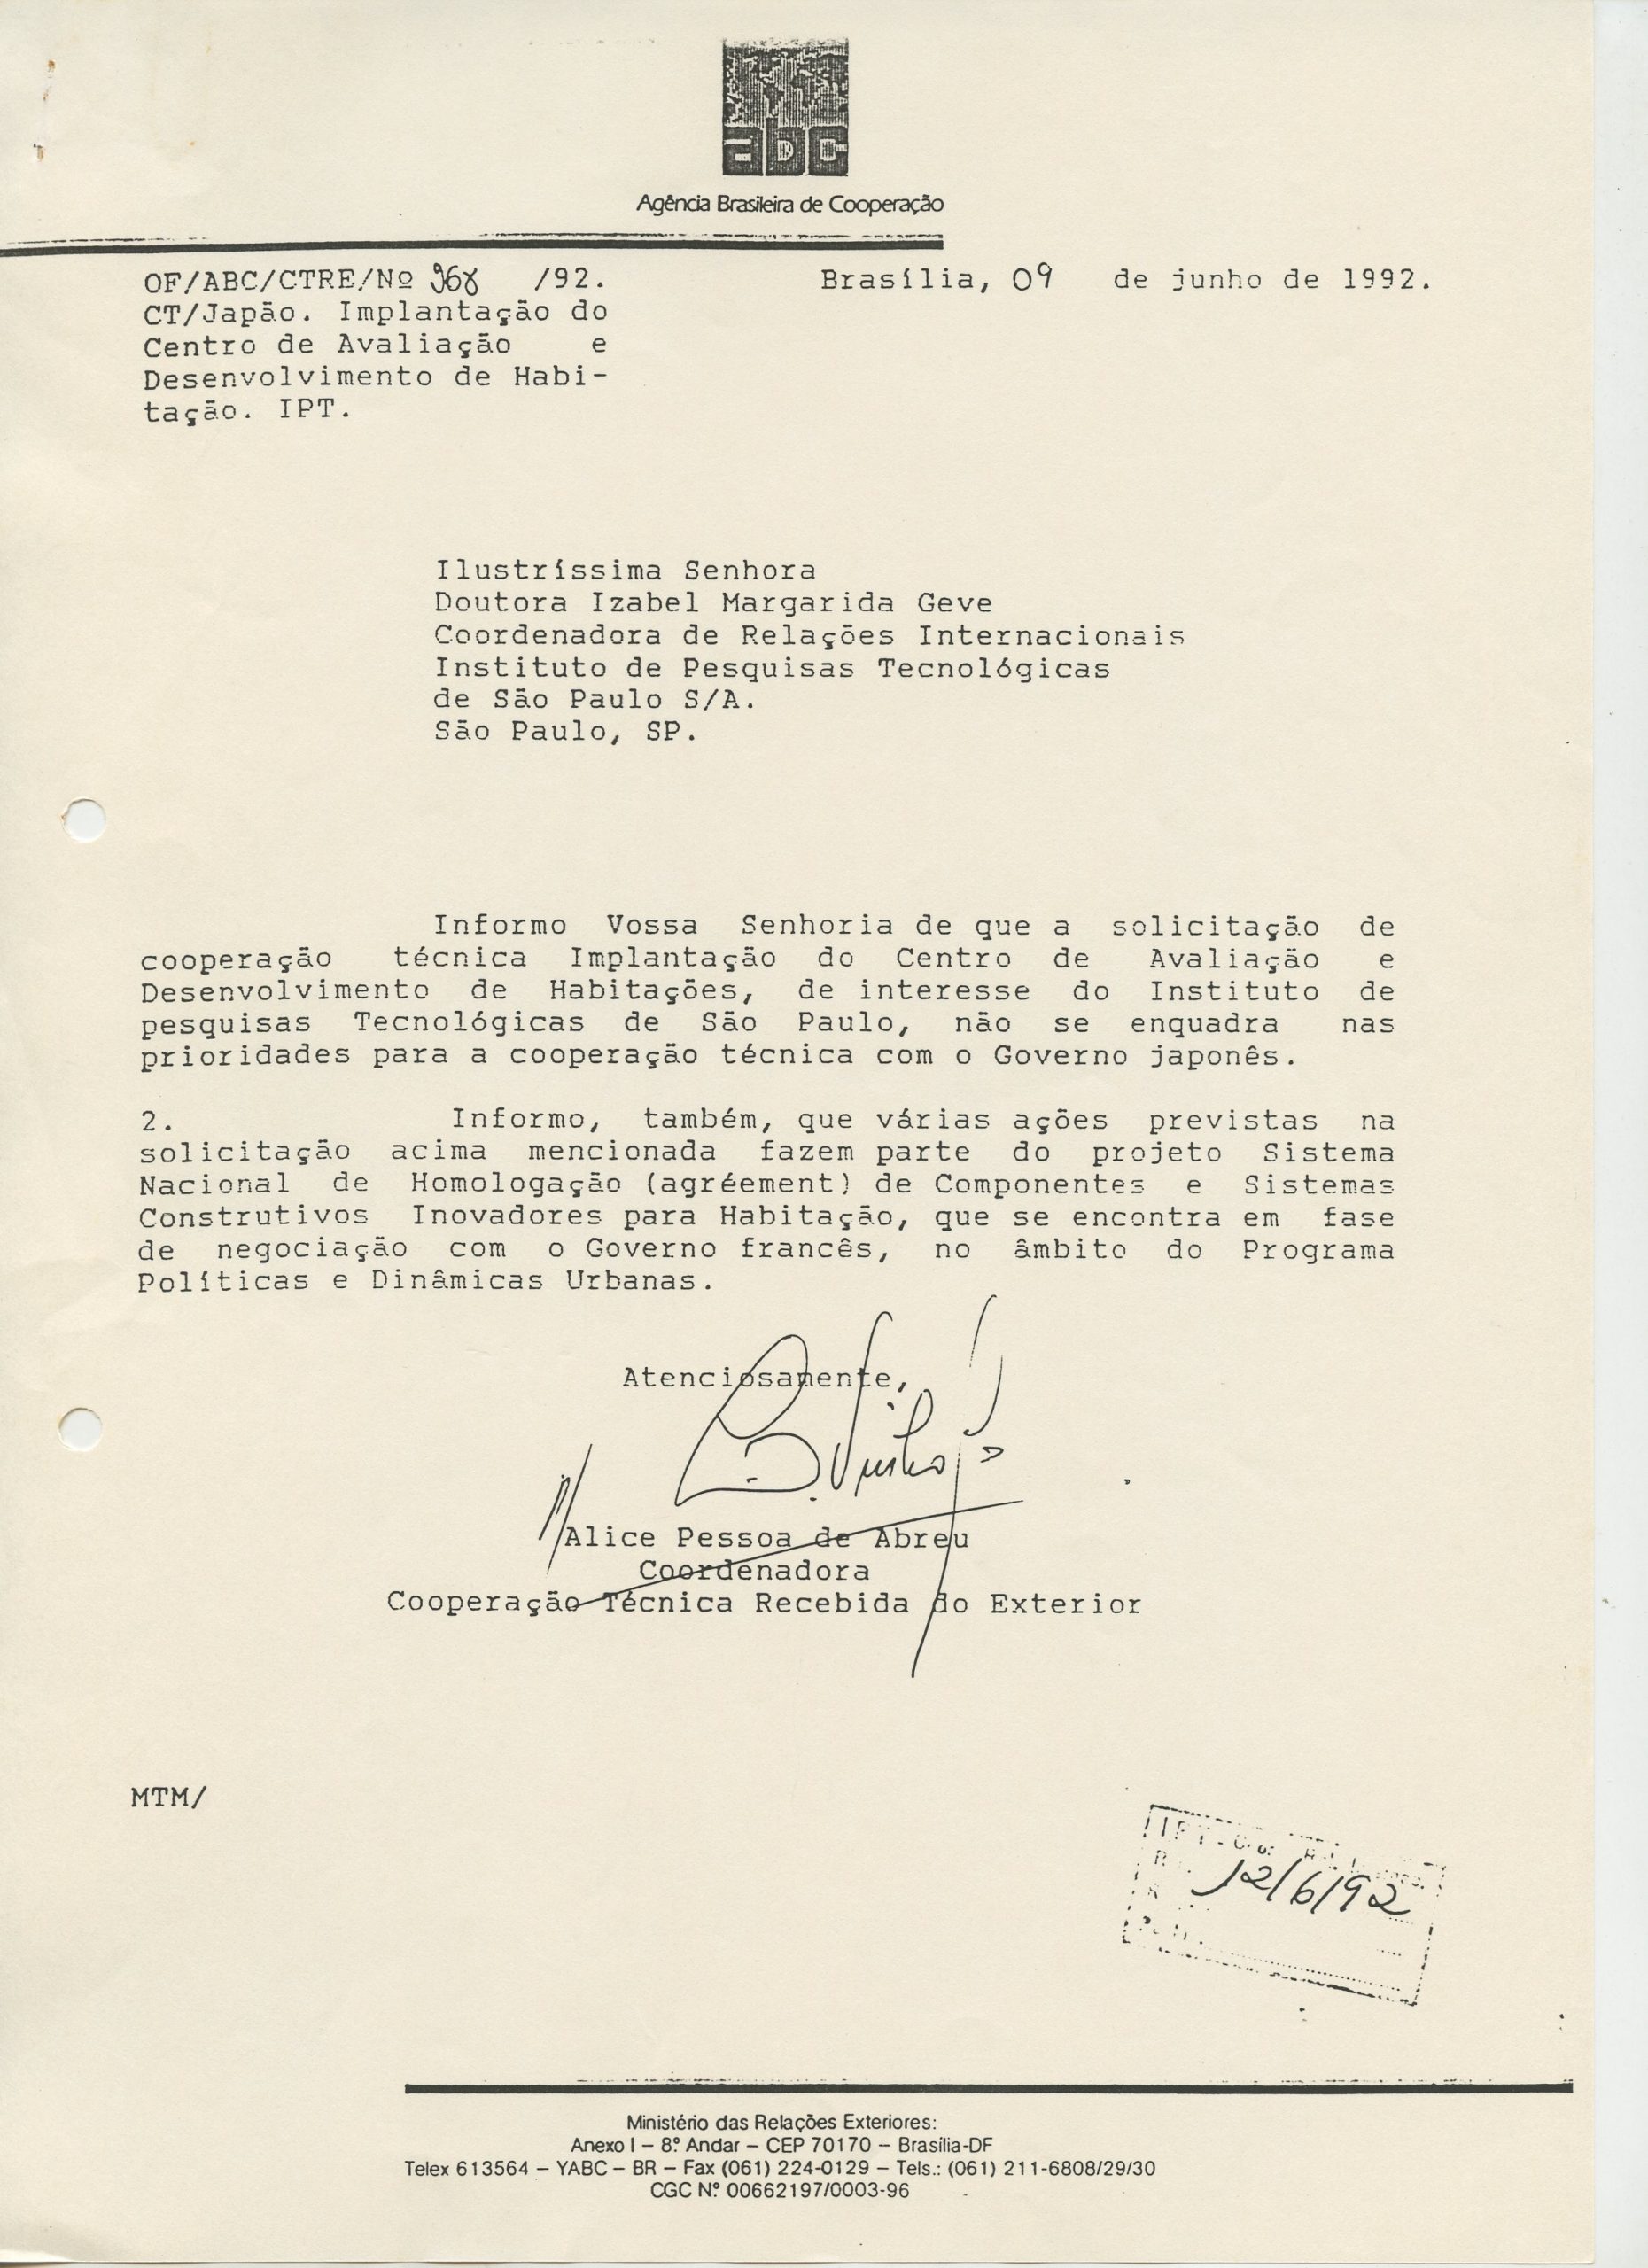 abc
Agência Brasileira de Cooperação
OF/ABC/CTRE/Nº 968 /92. Brasília, 09 de junho de 1992.
CT/Japão. Implantação do
Centro de Avaliação e
Desenvolvimento de Habi-
tação. IPT.
Ilustríssima Senhora
Doutora Izabel Margarida Geve
Coordenadora de Relações Internacionais
Instituto de Pesquisas Tecnológicas
de São Paulo S/A.
São Paulo, SP.
Informo Vossa Senhoria de que a solicitação de
cooperação técnica Implantação do Centro de Avaliação e
Desenvolvimento de Habitações, de interesse do Instituto de
pesquisas Tecnológicas de São Paulo, não se enquadra nas
prioridades para a cooperação técnica com o Governo japonês.
2. Informo, também, que várias ações previstas na
solicitação acima mencionada fazem parte do projeto Sistema
Nacional de Homologação (agréement) de Componentes e Sistemas
Construtivos Inovadores para Habitação, que se encontra em fase
de negociação com o Governo francês, no âmbito do Programa
Políticas e Dinâmicas Urbanas.
Atenciosamente,
Alice Pessoa de Abreu
Coordenadora
Cooperação Técnica Recebida do Exterior
MTM/
12/6/92
Ministério das Relações Exteriores:
Anexo I – 8º Andar – CEP 70170 – Brasília-DF
Telex 613564 – YABC – BR – Fax (061) 224-0129 – Tels.: (061) 211-6808/29/30
CGC Nº 00662197/0003-96